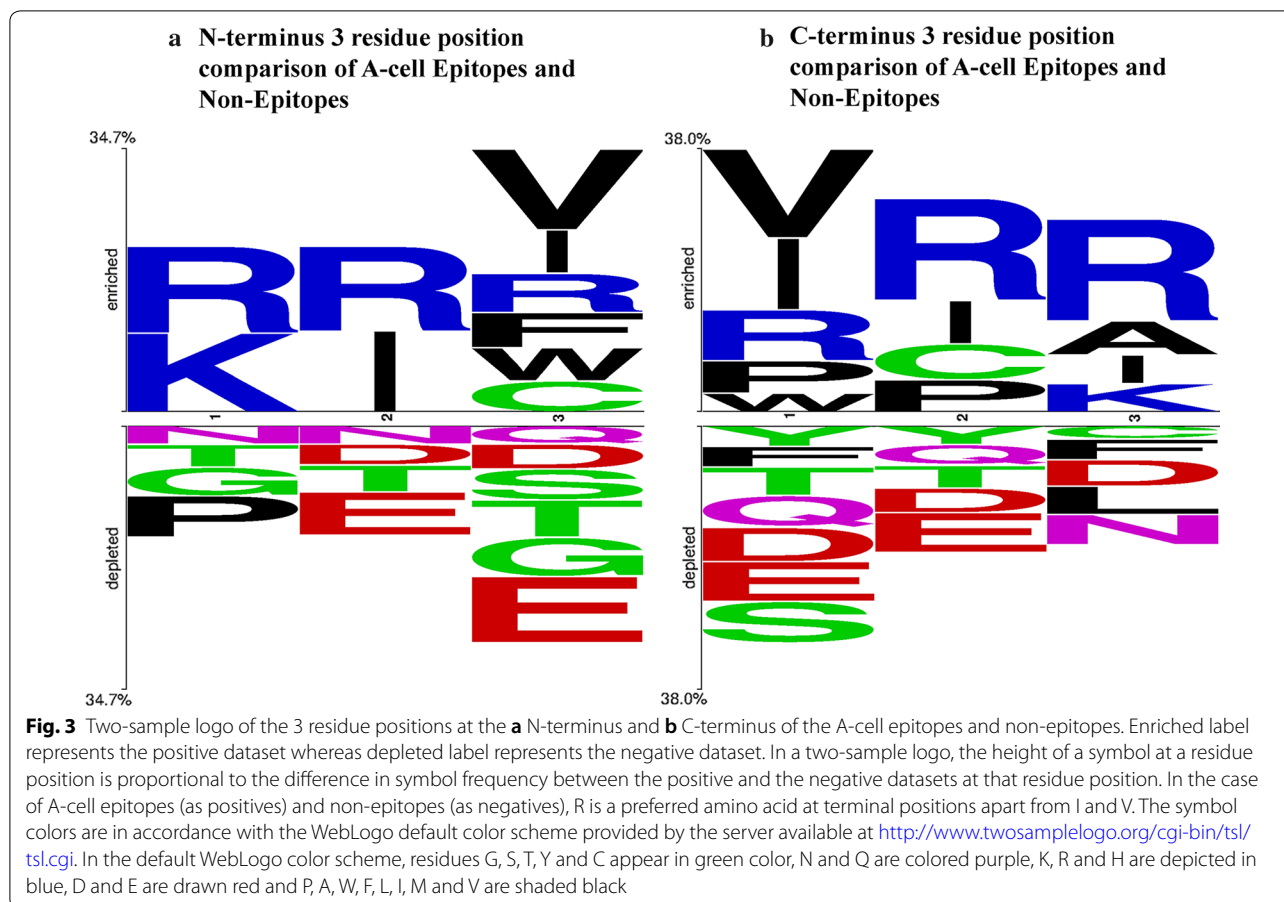 a N-terminus 3 residue position
comparison of A-cell Epitopes and
Non-Epitopes
34.7%
enriched
R
K
R
I
V
I
R
F
W
C
1 2 3
depleted
N
T
G
P
N
D
T
E
Q
D
S
T
G
E
34.7%
b C-terminus 3 residue position
comparison of A-cell Epitopes and
Non-Epitopes
38.0%
enriched
V
I
R
P
W
R
I
C
P
R
A
I
K
1 2 3
depleted
Y
F
T
Q
D
E
S
Y
Q
T
D
E
C
F
D
L
N
38.0%
Fig. 3 Two-sample logo of the 3 residue positions at the a N-terminus and b C-terminus of the A-cell epitopes and non-epitopes. Enriched label
represents the positive dataset whereas depleted label represents the negative dataset. In a two-sample logo, the height of a symbol at a residue
position is proportional to the difference in symbol frequency between the positive and the negative datasets at that residue position. In the case
of A-cell epitopes (as positives) and non-epitopes (as negatives), R is a preferred amino acid at terminal positions apart from I and V. The symbol
colors are in accordance with the WebLogo default color scheme provided by the server available at http://www.twosamplelogo.org/cgi-bin/tsl/
tsl.cgi. In the default WebLogo color scheme, residues G, S, T, Y and C appear in green color, N and Q are colored purple, K, R and H are depicted in
blue, D and E are drawn red and P, A, W, F, L, I, M and V are shaded black